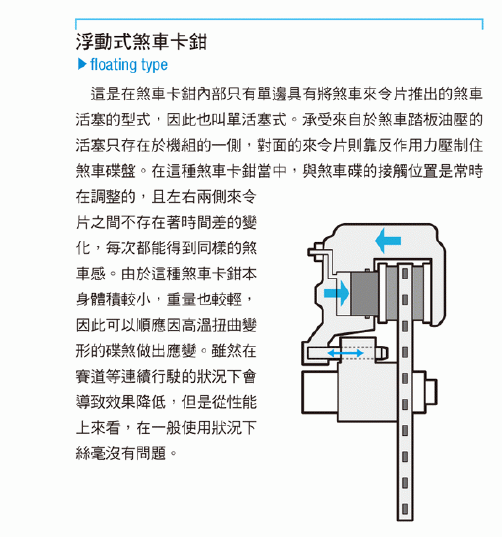 浮動式煞車卡鉗
▶floating type
這是在煞車卡鉗內部只有單邊具有將煞車來令片推出的煞車
活塞的型式，因此也叫單活塞式。承受來自於煞車踏板油壓的
活塞只存在於機組的一側，對面的來令片則靠反作用力壓制住
煞車碟盤。在這種煞車卡鉗當中，與煞車碟的接觸位置是常時
在調整的，且左右兩側來令
片之間不存在著時間差的變
化，每次都能得到同樣的煞
車感。由於這種煞車卡鉗本
身體積較小，重量也較輕，
因此可以順應因高溫扭曲變
形的碟煞做出應變。雖然在
賽道等連續行駛的狀況下會
導致效果降低，但是從性能
上來看，在一般使用狀況下
絲毫沒有問題。